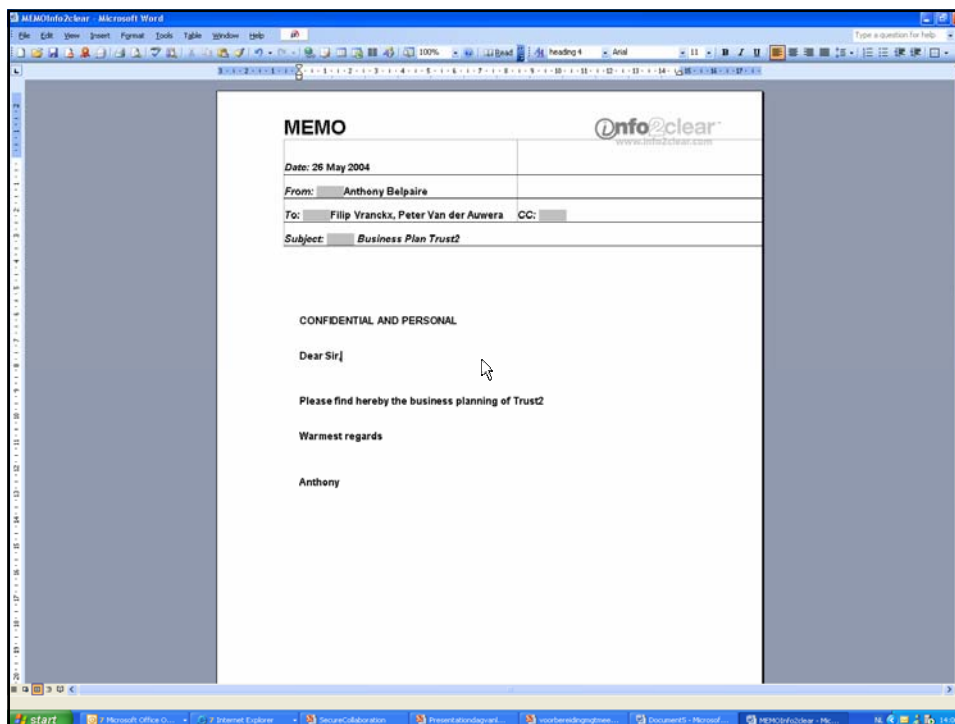 MEMOInfo2clear - Microsoft Word
File Edit View Insert Format Tools Table Window Help
Type a question for help
100% Read heading 4 Arial 11 B I U
MEMO
info2clear
www.info2clear.com
Date: 26 May 2004
From: Anthony Belpaire
To: Filip Vranckx, Peter Van der Auwera CC:
Subject: Business Plan Trust2
CONFIDENTIAL AND PERSONAL
Dear Sir,
Please find hereby the business planning of Trust2
Warmest regards
Anthony
start 7 Microsoft Office O... 7 Internet Explorer SecureCollaboration Presentationdagvanl... voorbereidingmgtmee... Document5 - Microsof... MEMOInfo2clear - Mic... NL